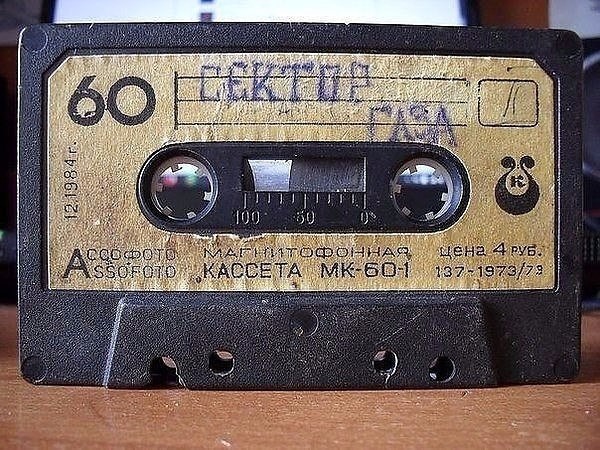 60
СЕКТОР
ГАЗА
12.1984г.
100 50 0
К
АССОФОТО
ASSOFOTO
МАГНИТОФОННАЯ
КАССЕТА МК-60-1
Цена 4 РУБ.
137-1973/79